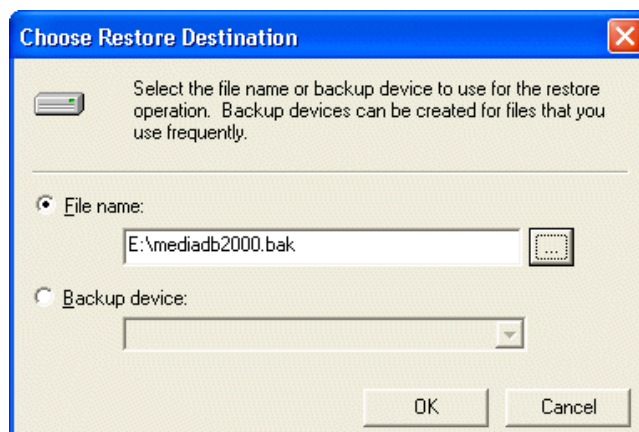 Choose Restore Destination
Select the file name or backup device to use for the restore
operation. Backup devices can be created for files that you
use frequently.
File name:
E:\mediadb2000.bak
...
Backup device:
OK Cancel